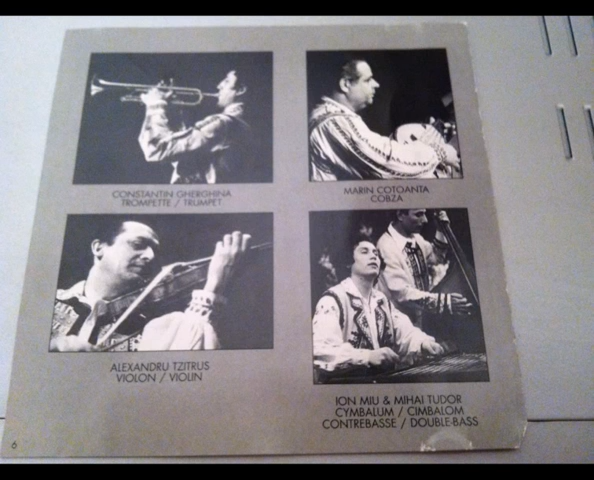 CONSTANTIN GHERGHINA
TROMPETTE / TRUMPET
MARIN COTOANTA
COBZA
ALEXANDRU TZITRUS
VIOLON / VIOLIN
ION MIU & MIHAI TUDOR
CYMBALUM / CIMBALOM
CONTREBASSE / DOUBLE-BASS
6